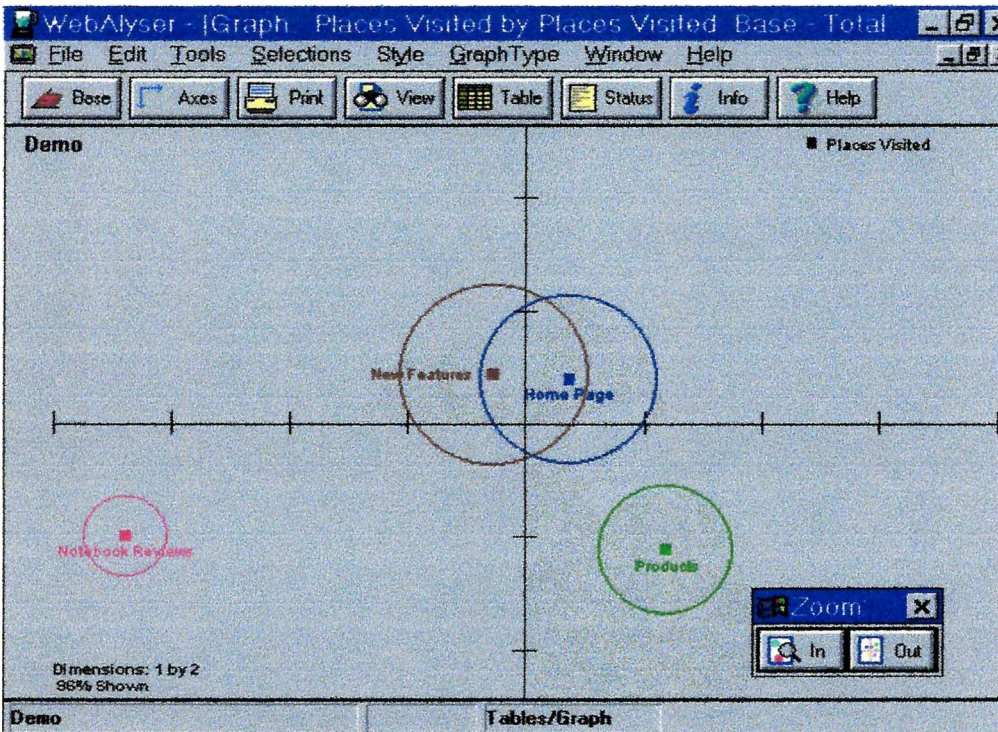 WebAlyser - [Graph Places Visited by Places Visited Base - Total
File Edit Tools Selections Style GraphType Window Help
Base Axes Print View Table Status Info Help
Demo
Places Visited
New Features
Home Page
Notebook Reviews
Products
Zoom
In Out
Dimensions: 1 by 2
96% Shown
Demo Tables/Graph